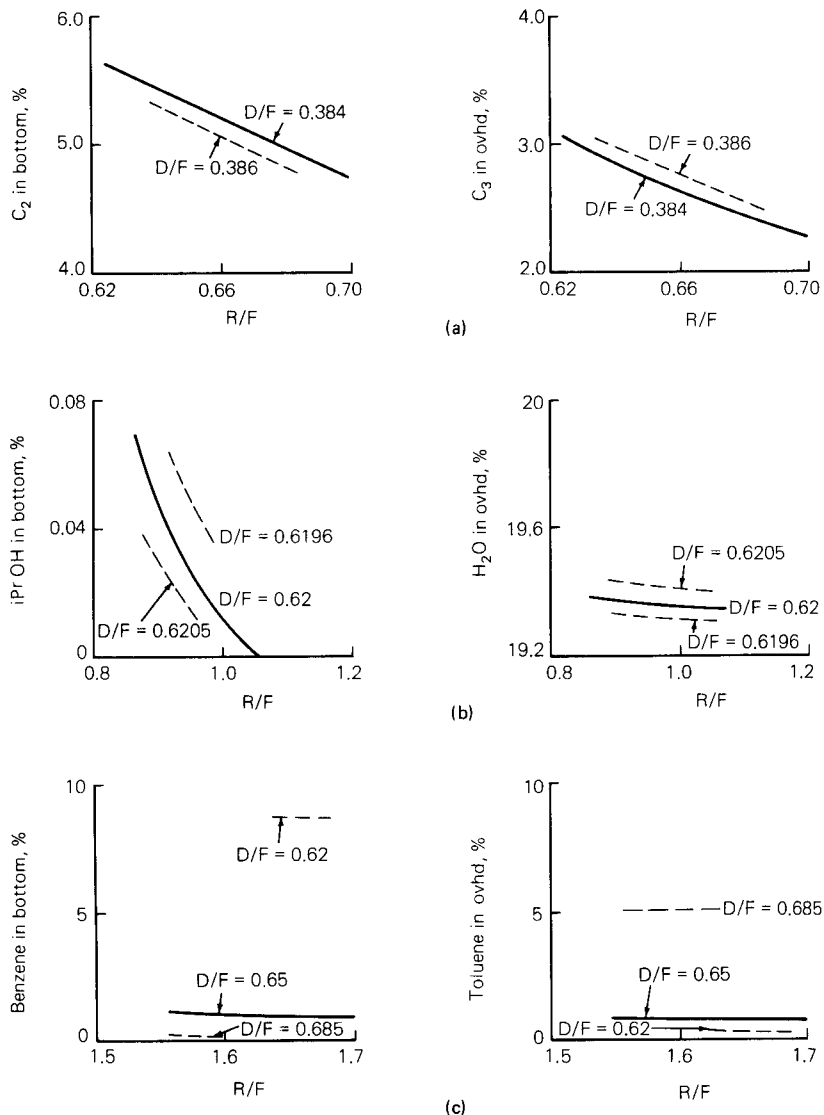 6.0
5.0
4.0
0.62
0.66
0.70
C2 in bottom, %
R/F
D/F = 0.384
D/F = 0.386
4.0
3.0
2.0
0.62
0.66
0.70
C3 in ovhd, %
R/F
D/F = 0.386
D/F = 0.384
(a)
0.08
0.04
0
0.8
1.0
1.2
iPr OH in bottom, %
R/F
D/F = 0.6196
D/F = 0.62
D/F = 0.6205
20
19.6
19.2
0.8
1.0
1.2
H2O in ovhd, %
R/F
D/F = 0.6205
D/F = 0.62
D/F = 0.6196
(b)
10
5
0
1.5
1.6
1.7
Benzene in bottom, %
R/F
D/F = 0.62
D/F = 0.65
D/F = 0.685
10
5
0
1.5
1.6
1.7
Toluene in ovhd, %
R/F
D/F = 0.685
D/F = 0.65
D/F = 0.62
(c)